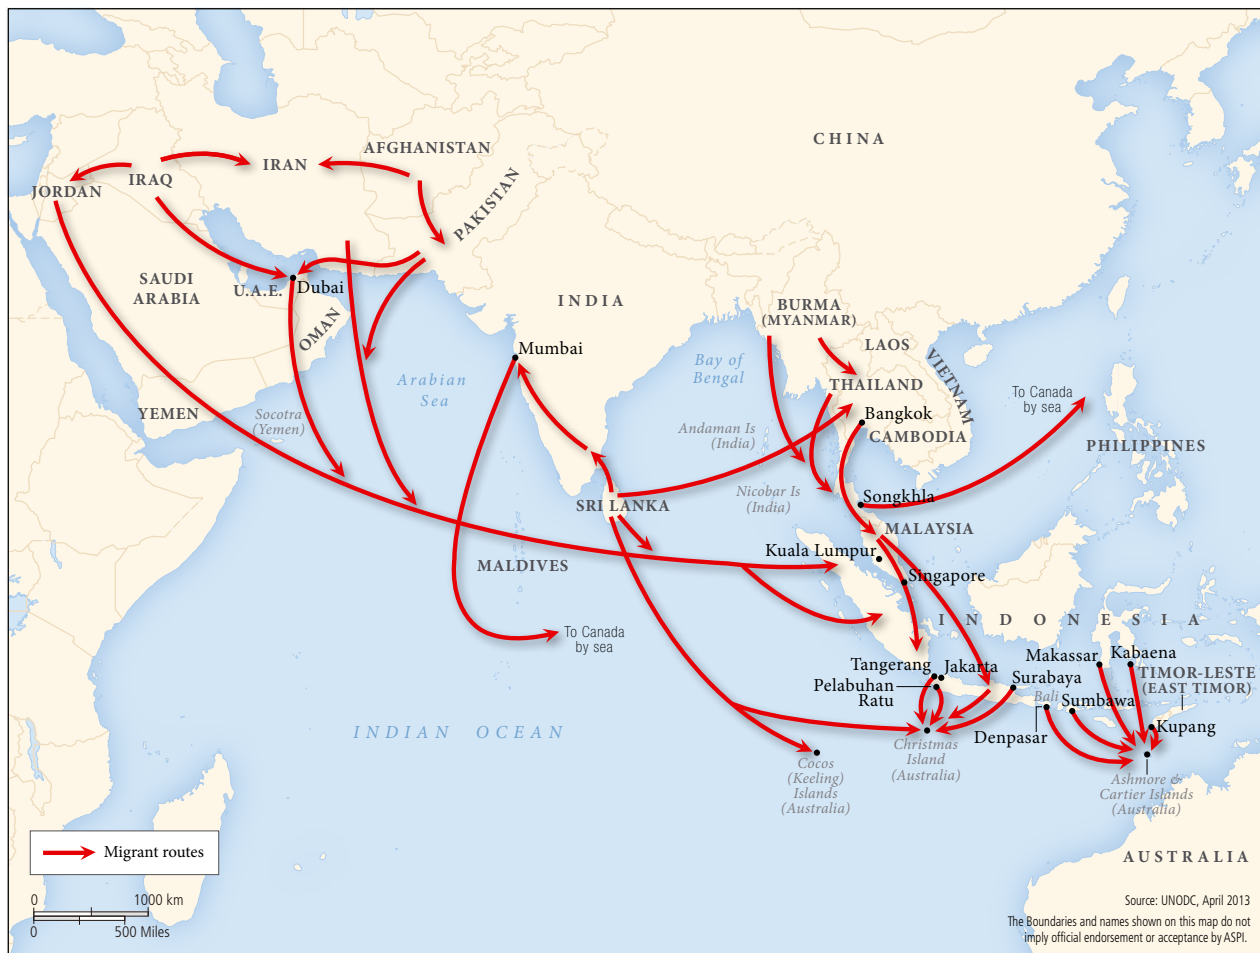 CHINA
AFGHANISTAN
IRAN
IRAQ
JORDAN
PAKISTAN
SAUDI
ARABIA
U.A.E.
Dubai
OMAN
INDIA
BURMA
(MYANMAR)
LAOS
VIETNAM
Mumbai
Bay of
Bengal
Arabian
Sea
THAILAND
To Canada
by sea
Bangkok
YEMEN
Socotra
(Yemen)
Andaman Is
(India)
CAMBODIA
PHILIPPINES
Nicobar Is
(India)
Songkhla
SRI LANKA
MALAYSIA
Kuala Lumpur
MALDIVES
Singapore
INDONESIA
To Canada
by sea
Tangerang
Jakarta
Makassar
Kabaena
Pelabuhan
Ratu
Surabaya
TIMOR-LESTE
(EAST TIMOR)
Bali
Sumbawa
Denpasar
Kupang
INDIAN OCEAN
Christmas
Island
(Australia)
Cocos
(Keeling)
Islands
(Australia)
Ashmore &
Cartier Islands
(Australia)
Migrant routes
AUSTRALIA
0 1000 km
0 500 Miles
Source: UNODC, April 2013
The Boundaries and names shown on this map do not
imply official endorsement or acceptance by ASPI.